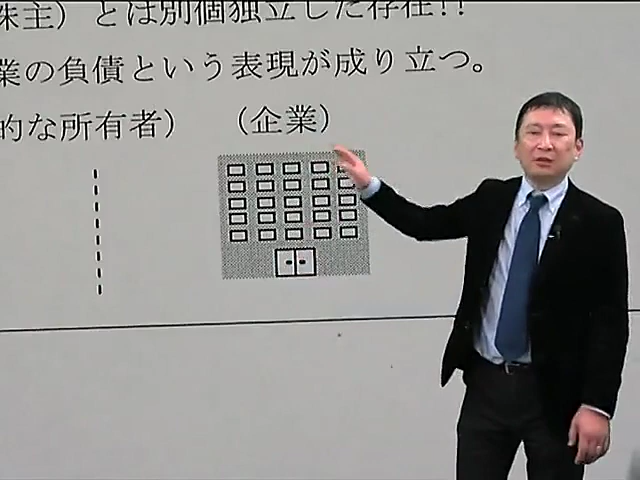 株主）とは別個独立した存在!!
業の負債という表現が成り立つ。
的な所有者）　（企業）